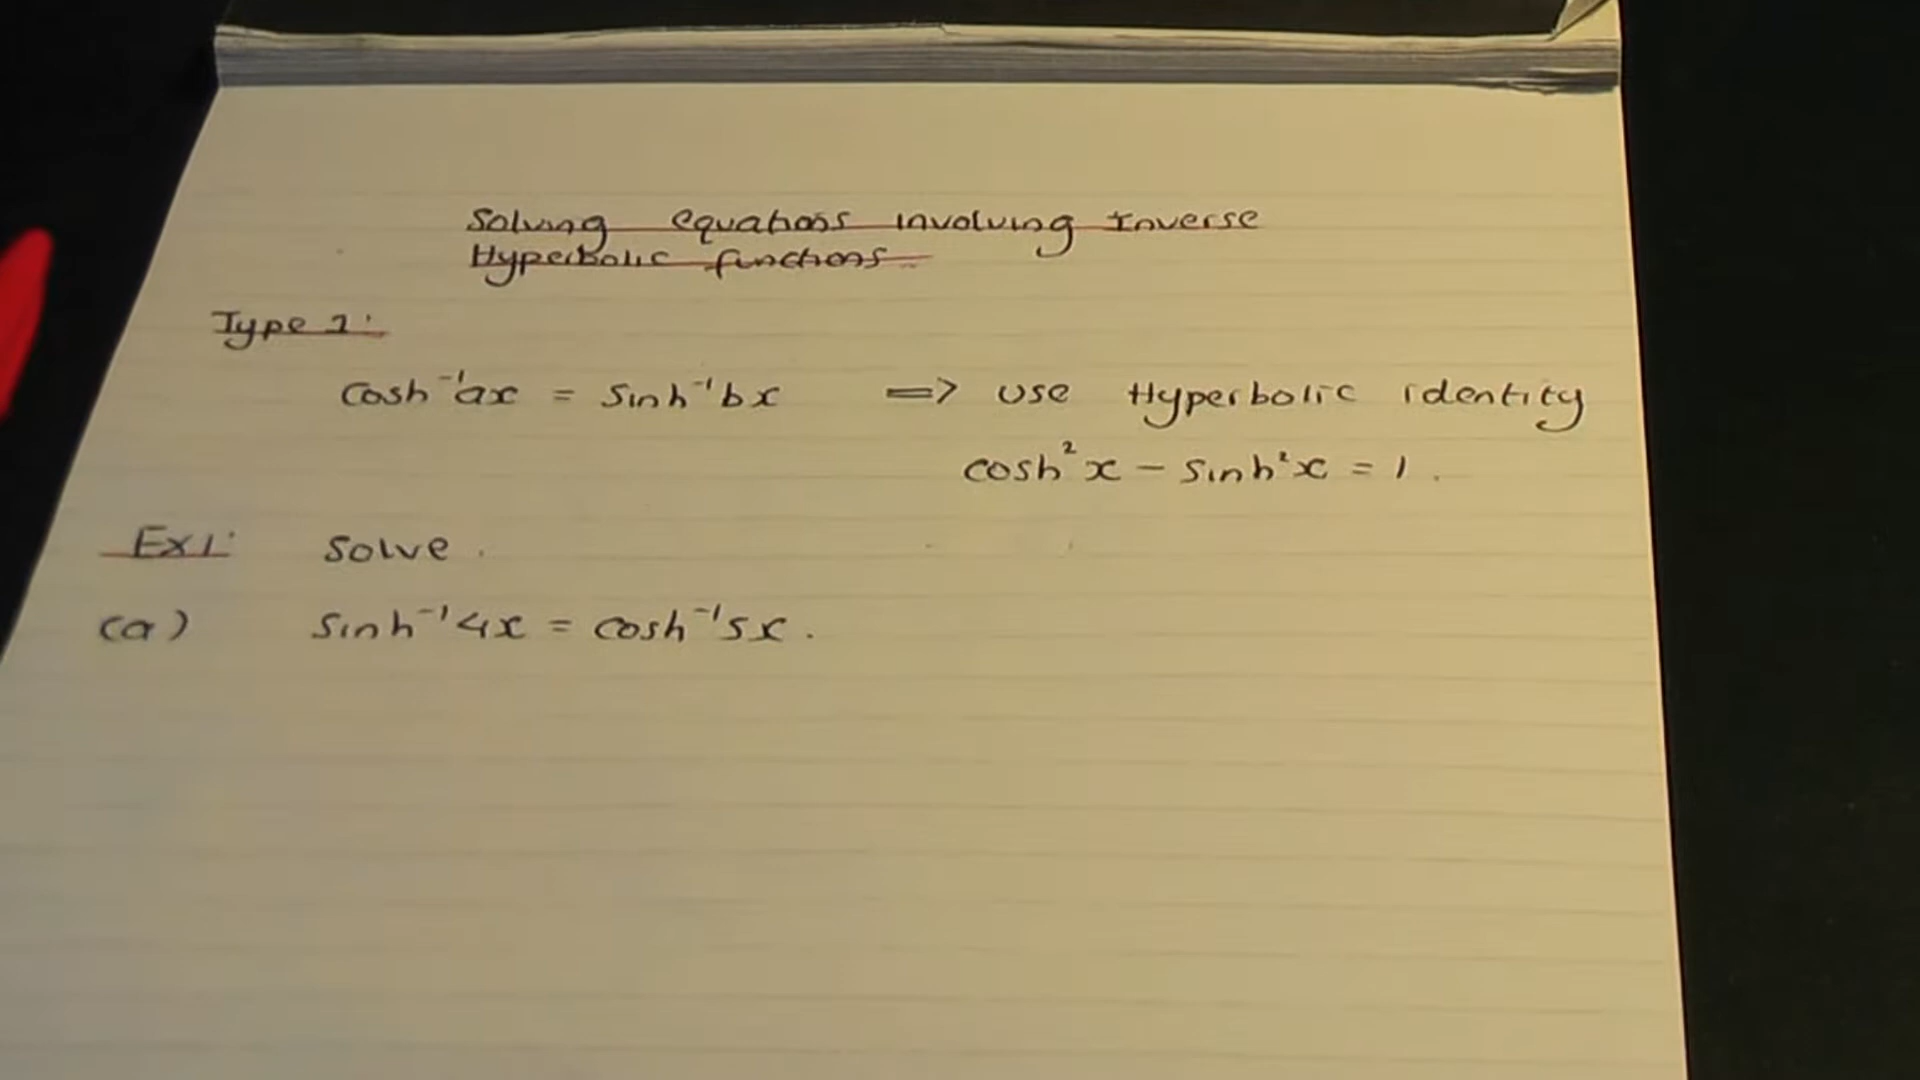 Solving equations involving Inverse
Hyperbolic functions.
Type 1:
cosh⁻¹ax = sinh⁻¹bx => use Hyperbolic identity
cosh²x - sinh²x = 1.
Ex1: Solve.
(a) sinh⁻¹4x = cosh⁻¹5x.